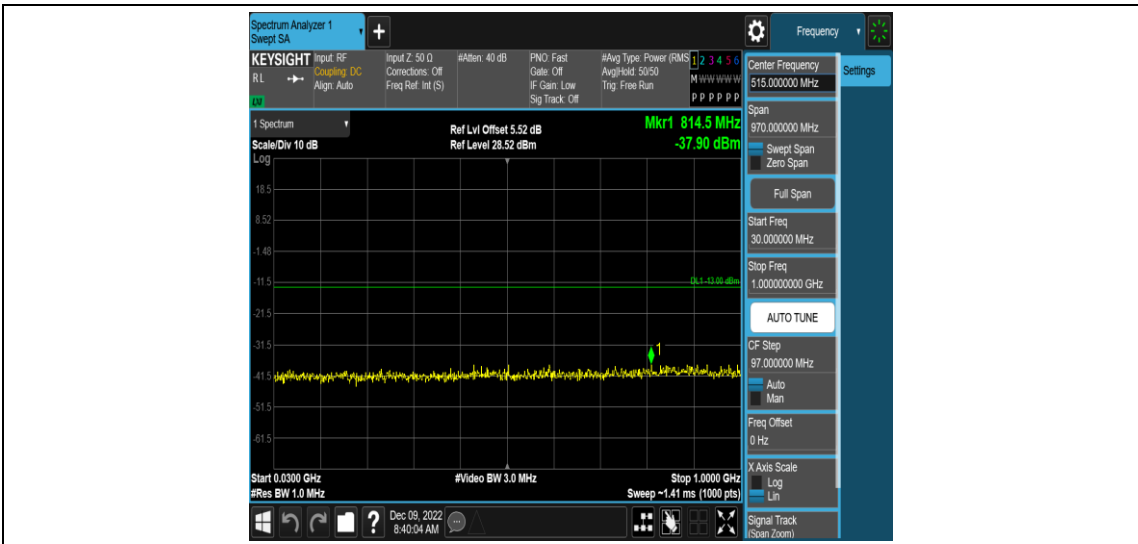 Spectrum Analyzer 1
Swept SA
+
Frequency
KEYSIGHT
RL
LXI
Input: RF
Coupling: DC
Align: Auto
Input Z: 50 Ω
Corrections: Off
Freq Ref: Int (S)
#Atten: 40 dB
PNO: Fast
Gate: Off
IF Gain: Low
Sig Track: Off
#Avg Type: Power (RMS
Avg|Hold: 50/50
Trig: Free Run
1 2 3 4 5 6
M W W W W W
P P P P P P
1 Spectrum
Scale/Div 10 dB
Ref Lvl Offset 5.52 dB
Ref Level 28.52 dBm
Mkr1 814.5 MHz
-37.90 dBm
Log
18.5
8.52
-1.48
-11.5
DL1 -13.00 dBm
-21.5
-31.5
1
-41.5
-51.5
-61.5
Start 0.0300 GHz
#Res BW 1.0 MHz
#Video BW 3.0 MHz
Stop 1.0000 GHz
Sweep ~1.41 ms (1000 pts)
?
Dec 09, 2022
8:40:04 AM
Center Frequency
515.000000 MHz
Settings
Span
970.000000 MHz
Swept Span
Zero Span
Full Span
Start Freq
30.000000 MHz
Stop Freq
1.000000000 GHz
AUTO TUNE
CF Step
97.000000 MHz
Auto
Man
Freq Offset
0 Hz
X Axis Scale
Log
Lin
Signal Track
(Span Zoom)